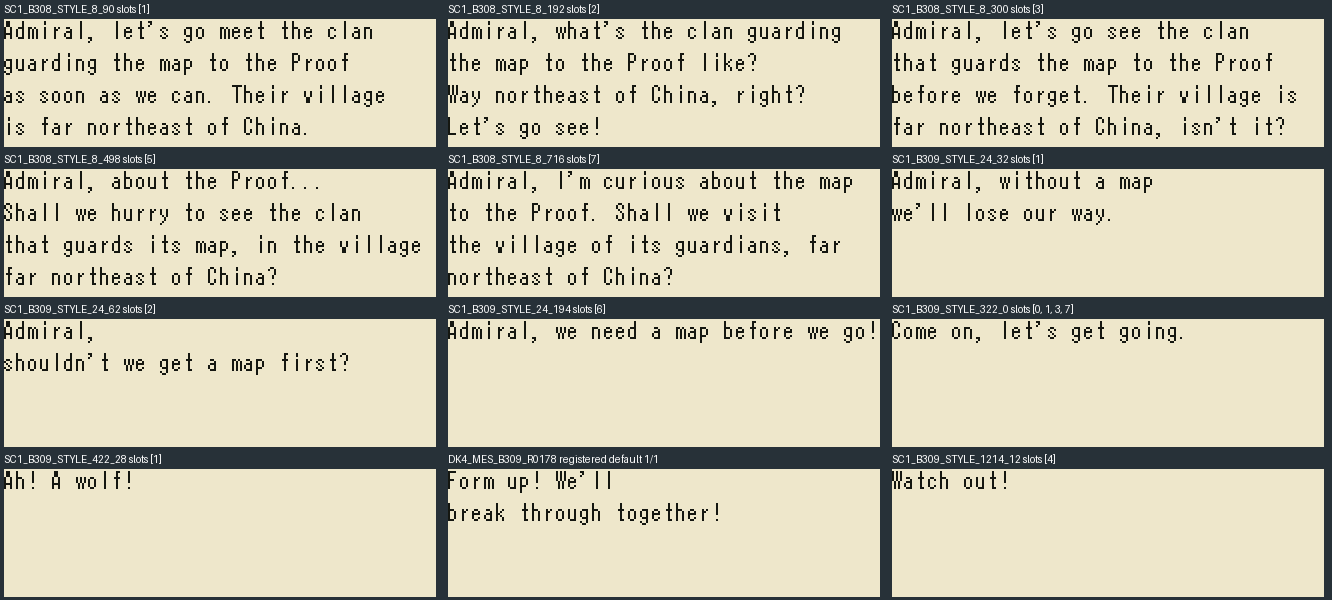 SC1_B308_STYLE_8_90 slots [1]
Admiral, let's go meet the clan
guarding the map to the Proof
as soon as we can. Their village
is far northeast of China.
SC1_B308_STYLE_8_192 slots [2]
Admiral, what's the clan guarding
the map to the Proof like?
Way northeast of China, right?
Let's go see!
SC1_B308_STYLE_8_300 slots [3]
Admiral, let's go see the clan
that guards the map to the Proof
before we forget. Their village is
far northeast of China, isn't it?
SC1_B308_STYLE_8_498 slots [5]
Admiral, about the Proof...
Shall we hurry to see the clan
that guards its map, in the village
far northeast of China?
SC1_B308_STYLE_8_716 slots [7]
Admiral, I'm curious about the map
to the Proof. Shall we visit
the village of its guardians, far
northeast of China?
SC1_B309_STYLE_24_32 slots [1]
Admiral, without a map
we'll lose our way.
SC1_B309_STYLE_24_62 slots [2]
Admiral,
shouldn't we get a map first?
SC1_B309_STYLE_24_194 slots [6]
Admiral, we need a map before we go!
SC1_B309_STYLE_322_0 slots [0, 1, 3, 7]
Come on, let's get going.
SC1_B309_STYLE_422_28 slots [1]
Ah! A wolf!
DK4_MES_B309_R0178 registered default 1/1
Form up! We'll
break through together!
SC1_B309_STYLE_1214_12 slots [4]
Watch out!